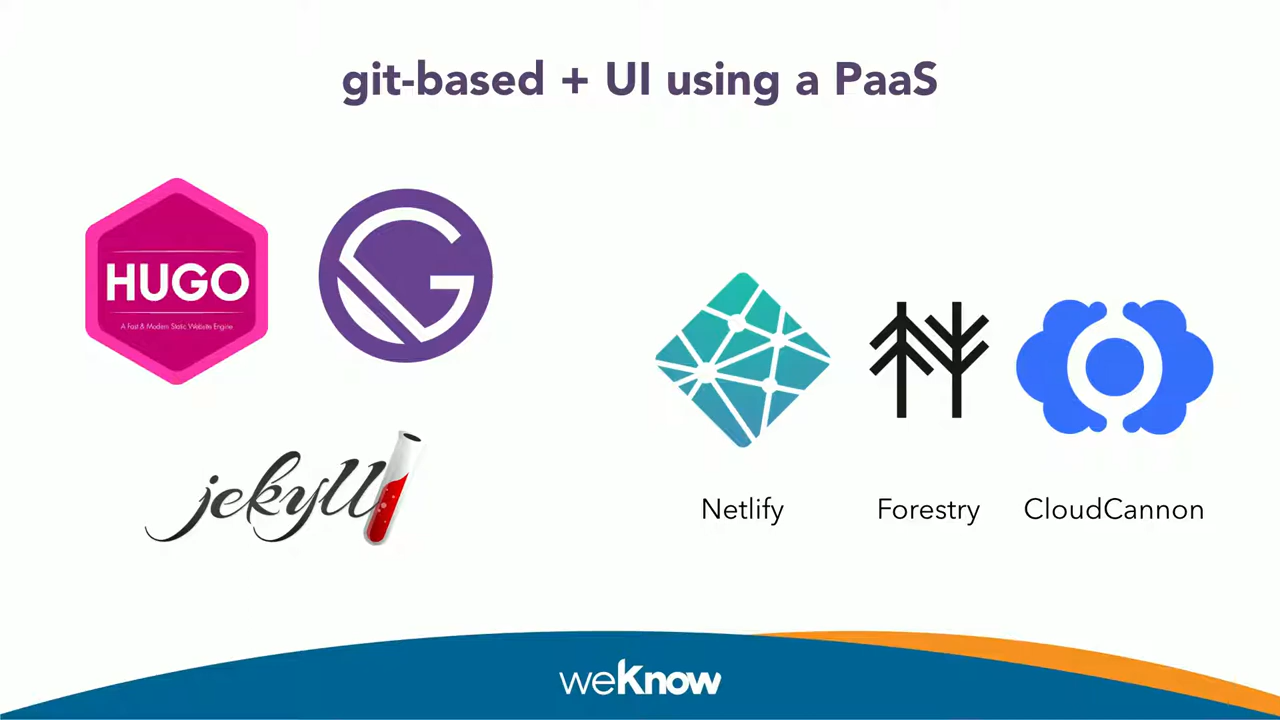 git-based + UI using a PaaS
HUGO
A Fast & Modern Static Website Engine
jekyll
Netlify
Forestry
CloudCannon
weKnow